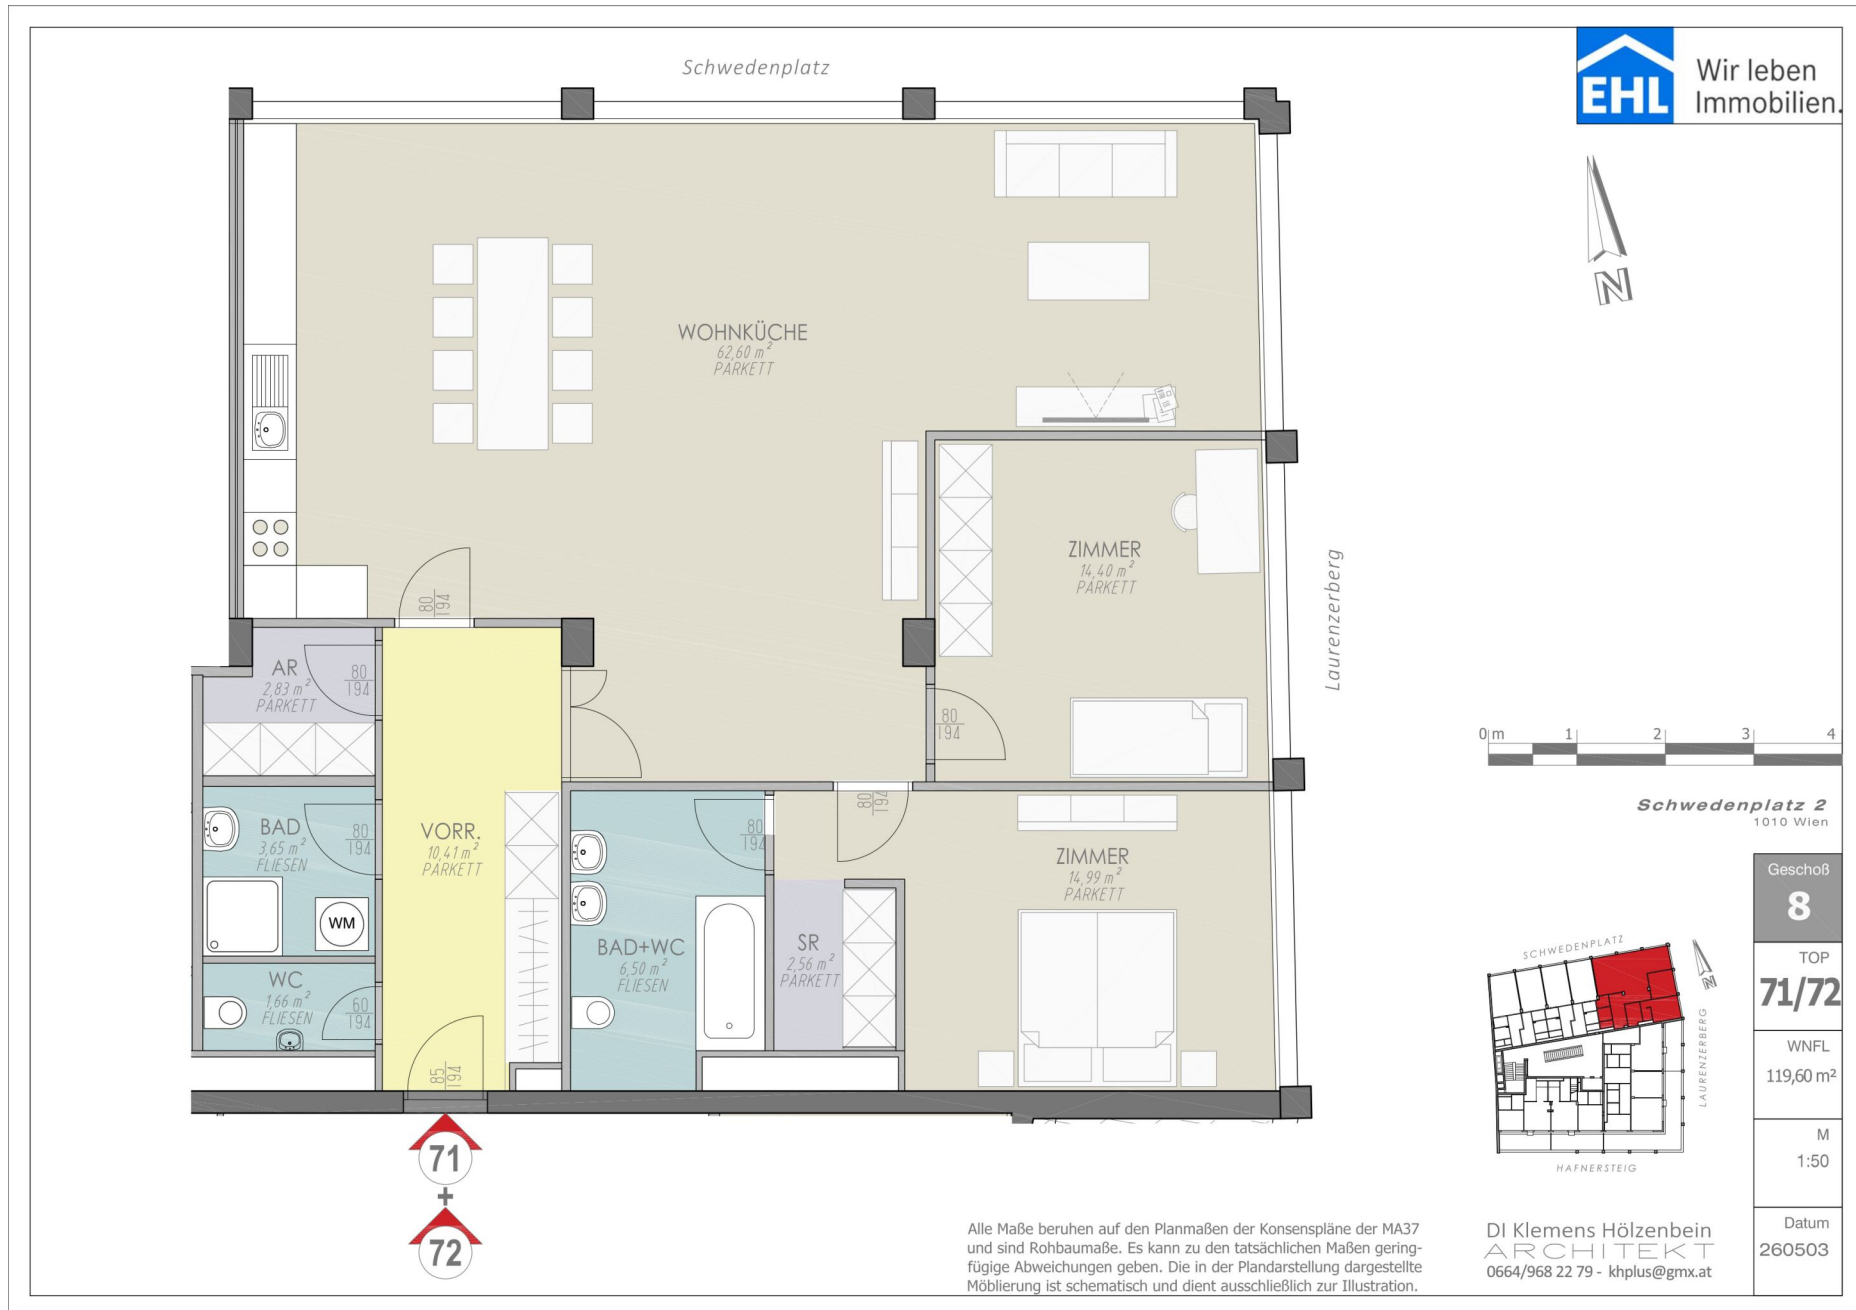 Schwedenplatz
EHL
Wir leben
Immobilien.
N
WOHNKÜCHE
62,60 m²
PARKETT
ZIMMER
14,40 m²
PARKETT
Laurenzerberg
80
194
AR
2,83 m²
PARKETT
80
194
80
194
BAD
3,65 m²
FLIESEN
80
194
WM
VORR.
10,41 m²
PARKETT
WC
1,66 m²
FLIESEN
60
194
85
194
BAD+WC
6,50 m²
FLIESEN
80
194
80
194
SR
2,56 m²
PARKETT
ZIMMER
14,99 m²
PARKETT
71
+
72
0 m 1 2 3 4
Schwedenplatz 2
1010 Wien
Geschoß
8
TOP
71/72
WNFL
119,60 m²
M
1:50
Datum
260503
SCHWEDENPLATZ
N
LAURENZERBERG
HAFNERSTEIG
Alle Maße beruhen auf den Planmaßen der Konsenspläne der MA37
und sind Rohbaumaße. Es kann zu den tatsächlichen Maßen gering-
fügige Abweichungen geben. Die in der Plandarstellung dargestellte
Möblierung ist schematisch und dient ausschließlich zur Illustration.
DI Klemens Hölzenbein
ARCHITEKT
0664/968 22 79 - khplus@gmx.at